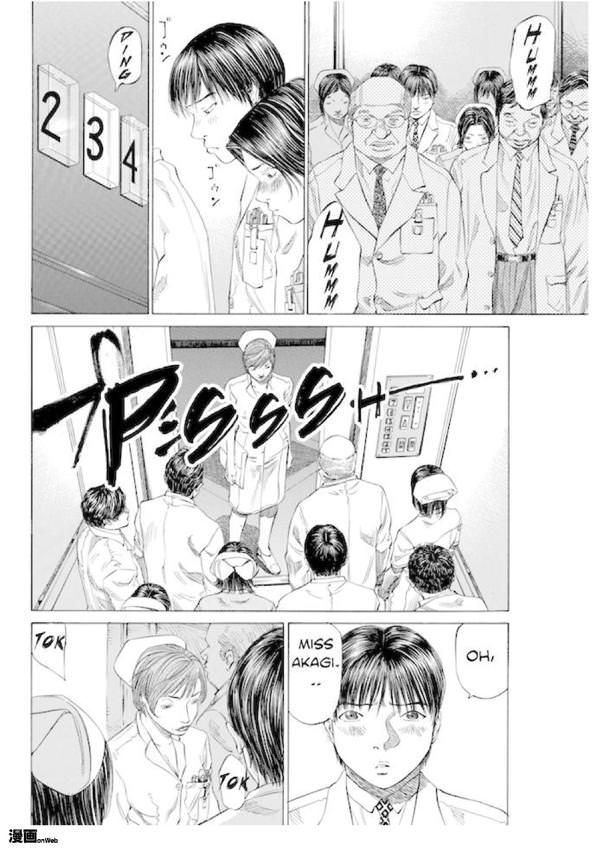 HUMMM
HUMMM
ゴゥン
ゴゥン
DING
2 3 4
PSSSH
OH,
MISS
AKAGI.
--
TOK
TOK
漫画onWeb